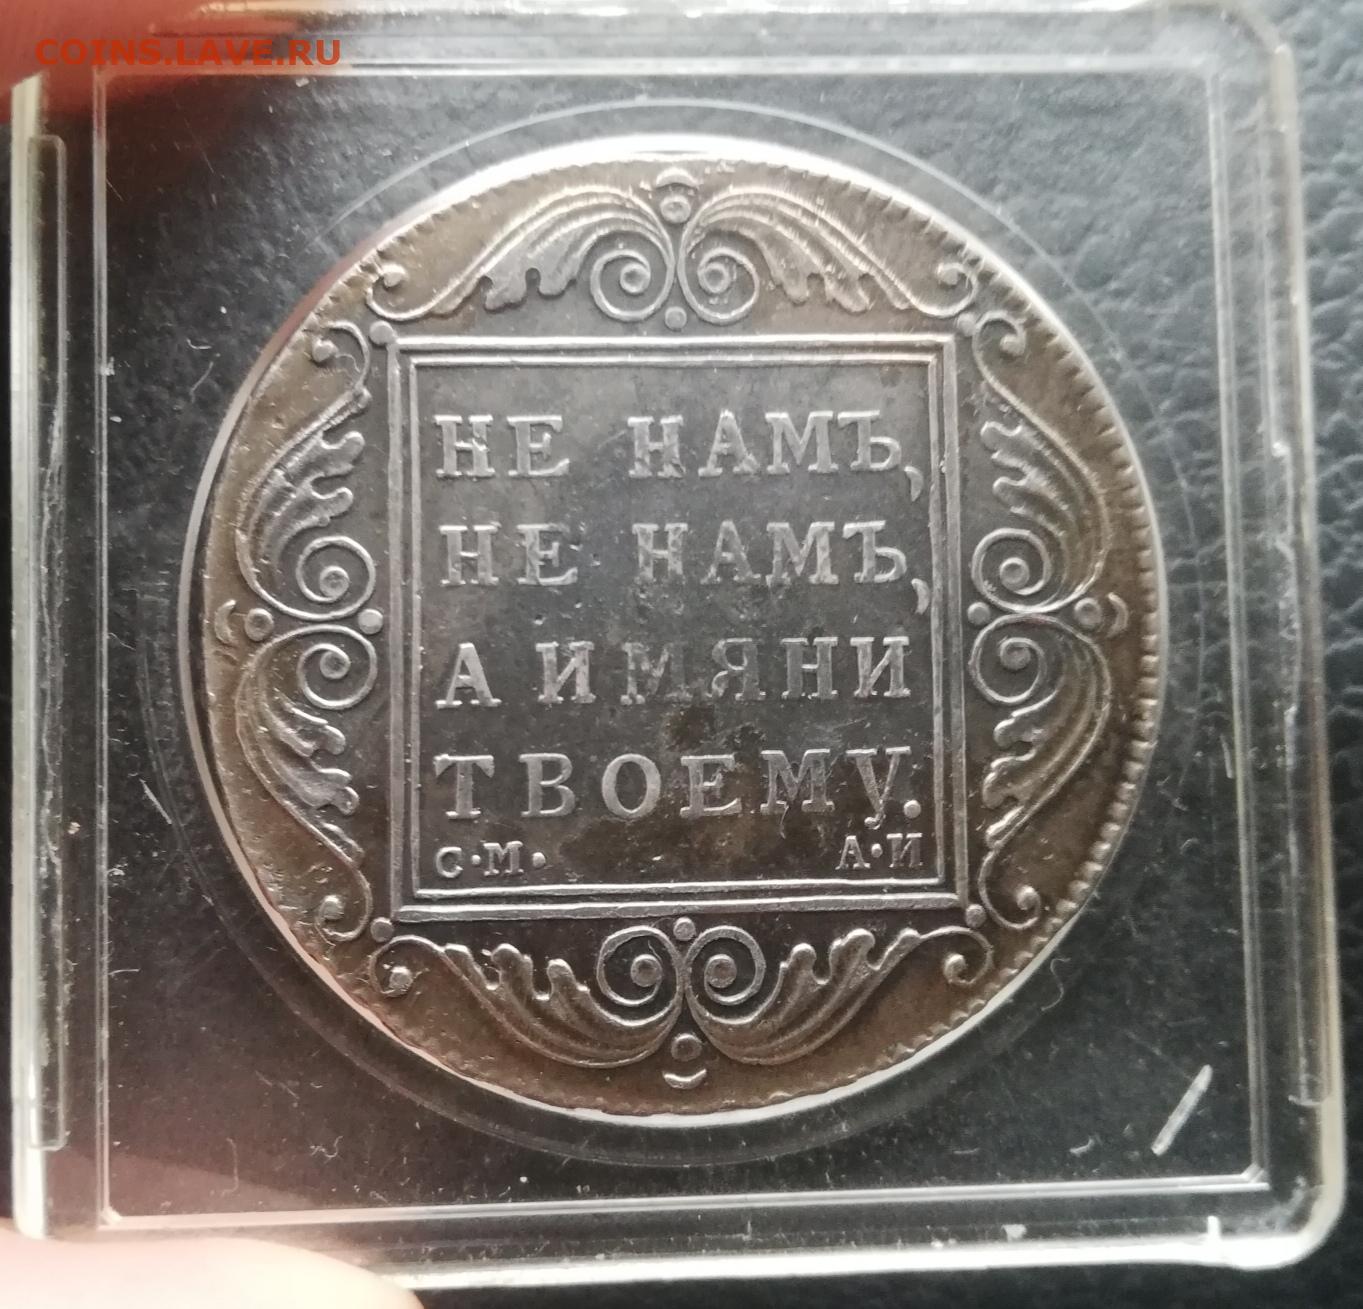 COINS.LAVE.RU
НЕ НАМЪ,
НЕ НАМЪ,
А ИМЯНИ
ТВОЕМУ.
С·М· А·И